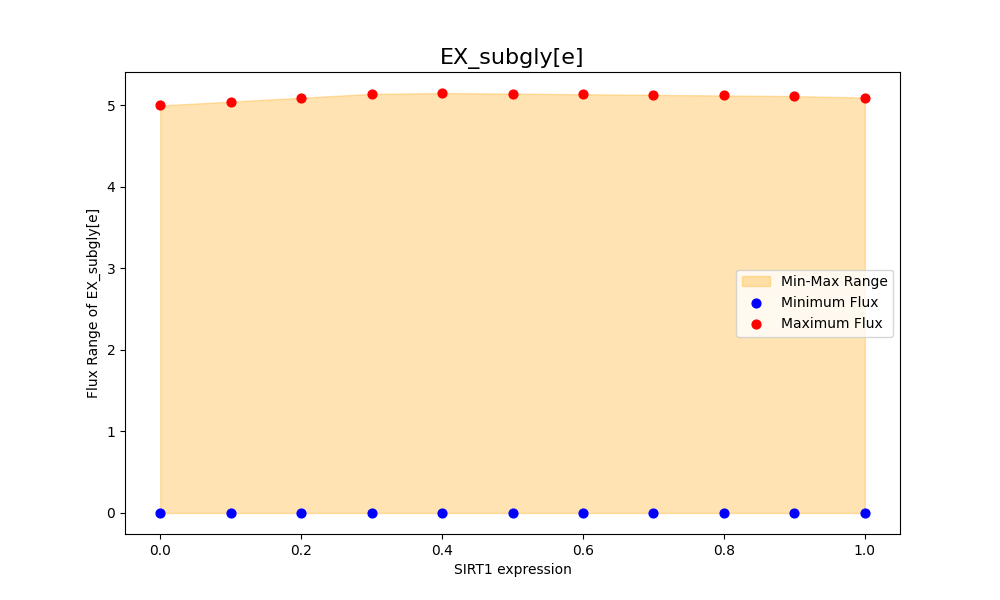 EX_subgly[e]
Flux Range of EX_subgly[e]
5
4
3
2
1
0
Min-Max Range
Minimum Flux
Maximum Flux
0.0 0.2 0.4 0.6 0.8 1.0
SIRT1 expression